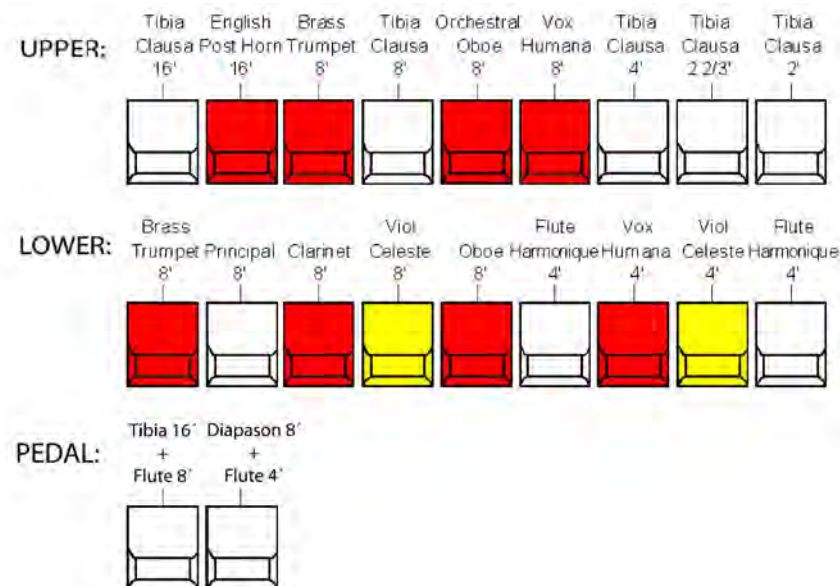 UPPER:
Tibia Clausa 16'
English Post Horn 16'
Brass Trumpet 8'
Tibia Clausa 8'
Orchestral Oboe 8'
Vox Humana 8'
Tibia Clausa 4'
Tibia Clausa 2 2/3'
Tibia Clausa 2'
LOWER:
Brass Trumpet 8'
Principal 8'
Clarinet 8'
Viol Celeste 8'
Oboe 8'
Flute Harmonique 4'
Vox Humana 4'
Viol Celeste 4'
Flute Harmonique 4'
PEDAL:
Tibia 16´ + Flute 8´
Diapason 8´ + Flute 4´